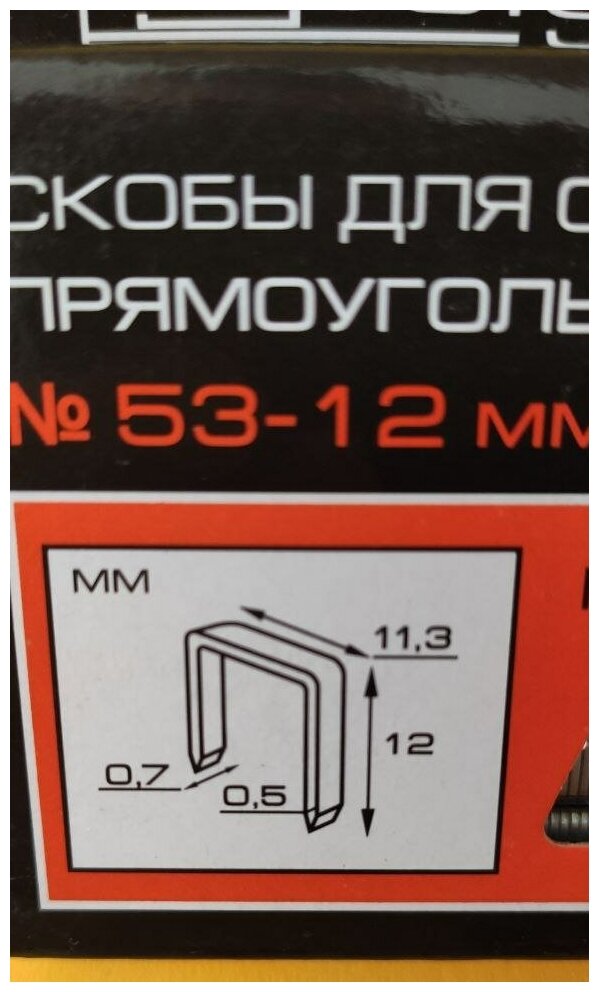 СКОБЫ ДЛЯ С
ПРЯМОУГОЛЬ
№ 53-12 мм
мм
11,3
12
0,7
0,5